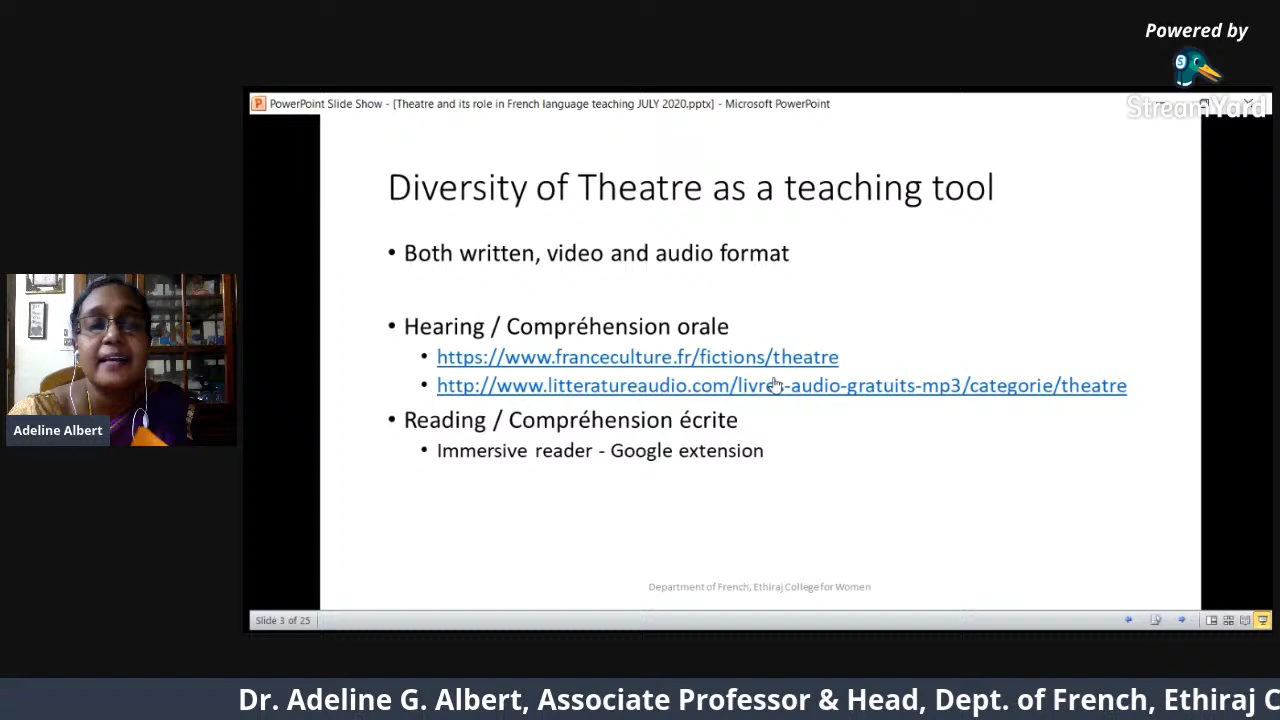 Powered by
StreamYard
PowerPoint Slide Show - [Theatre and its role in French language teaching JULY 2020.pptx] - Microsoft PowerPoint
Diversity of Theatre as a teaching tool
• Both written, video and audio format
• Hearing / Compréhension orale
• https://www.franceculture.fr/fictions/theatre
• http://www.litteratureaudio.com/livres-audio-gratuits-mp3/categorie/theatre
• Reading / Compréhension écrite
• Immersive reader - Google extension
Department of French, Ethiraj College for Women
Slide 3 of 25
Adeline Albert
Dr. Adeline G. Albert, Associate Professor & Head, Dept. of French, Ethiraj C